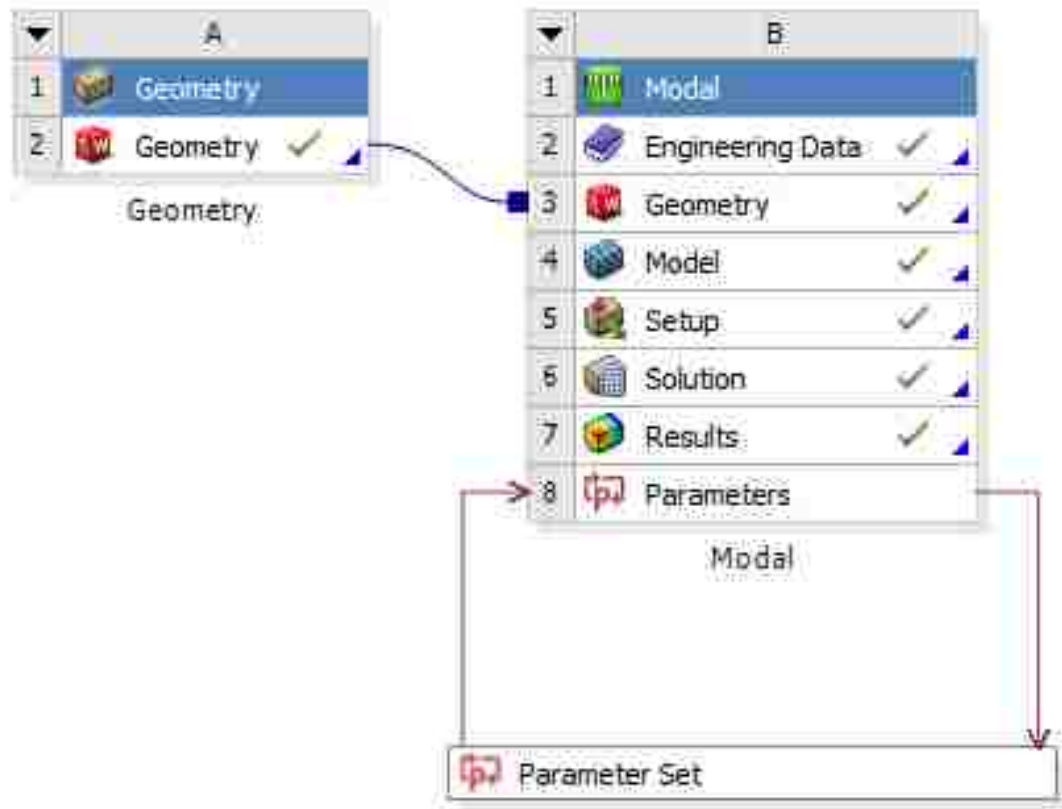 A
1 Geometry
2 Geometry
Geometry
B
1 Modal
2 Engineering Data
3 Geometry
4 Model
5 Setup
6 Solution
7 Results
8 Parameters
Modal
Parameter Set